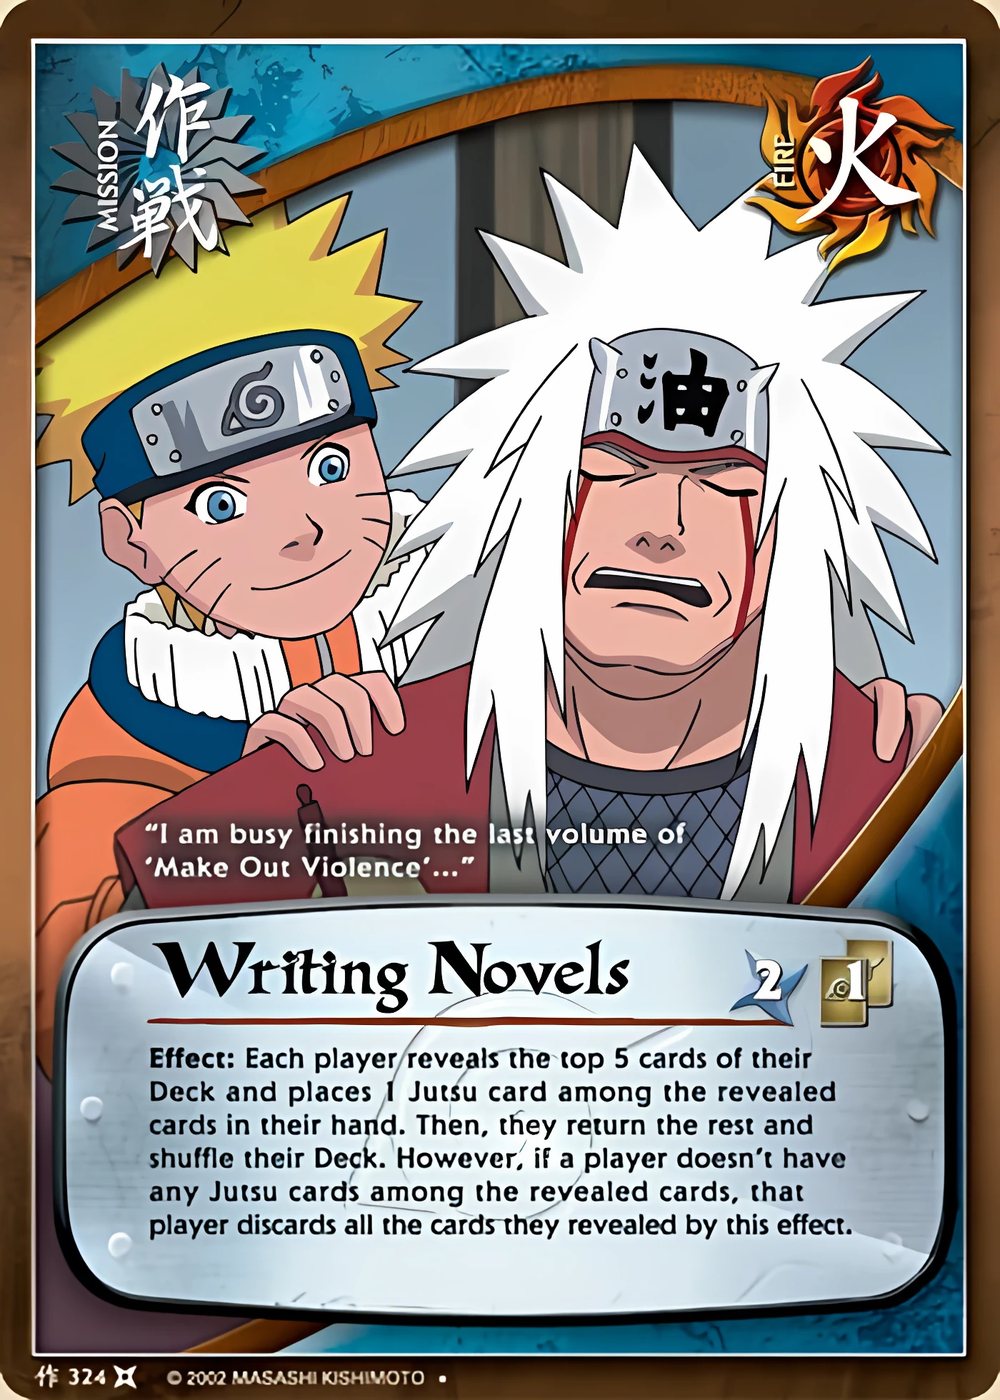 MISSION
作戦
FIRE
火
油
“I am busy finishing the last volume of
‘Make Out Violence’...”
Writing Novels
2
1
Effect: Each player reveals the top 5 cards of their
Deck and places 1 Jutsu card among the revealed
cards in their hand. Then, they return the rest and
shuffle their Deck. However, if a player doesn’t have
any Jutsu cards among the revealed cards, that
player discards all the cards they revealed by this effect.
作 324
© 2002 MASASHI KISHIMOTO